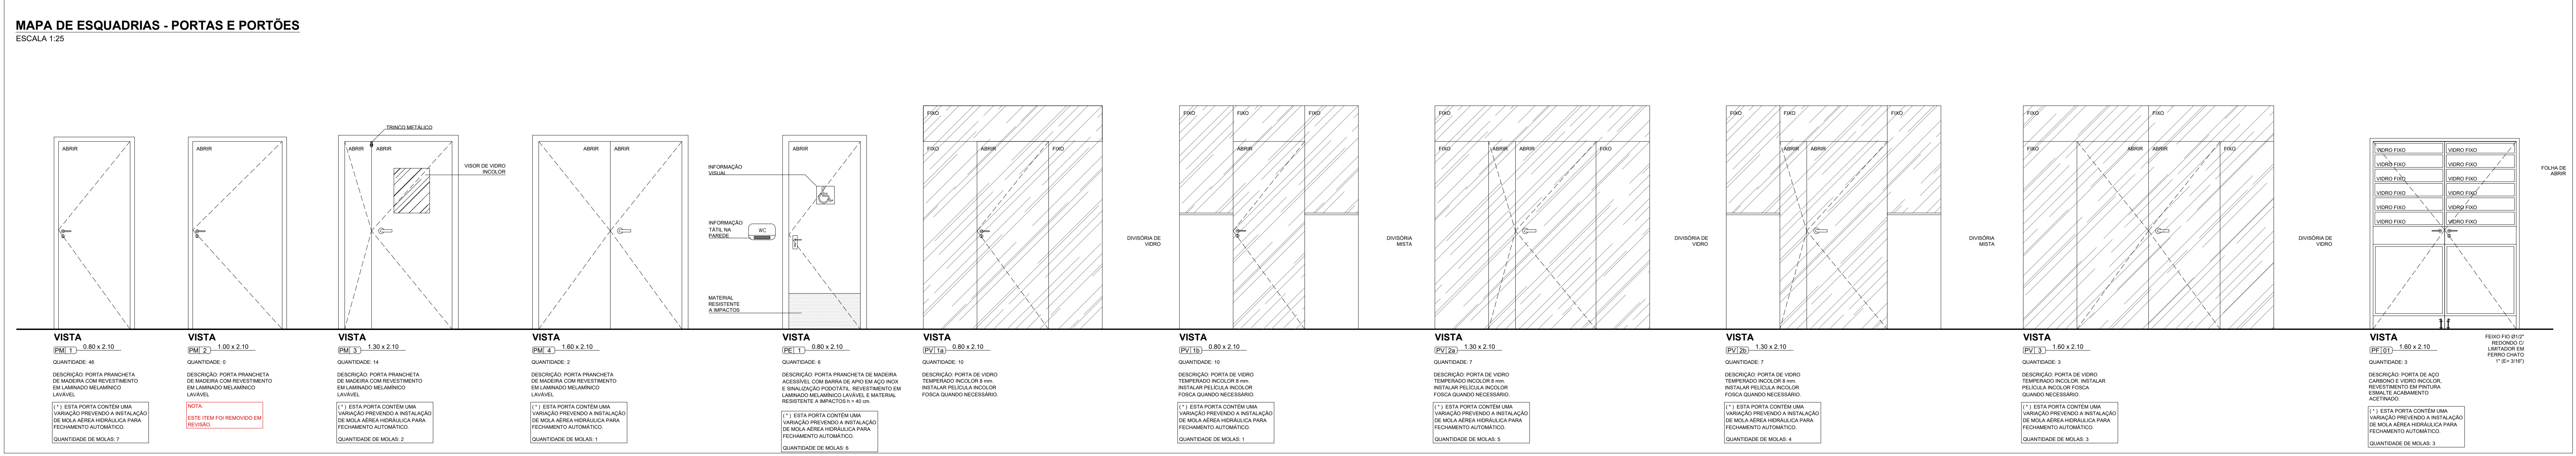 MAPA DE ESQUADRIAS - PORTAS E PORTÕES
ESCALA 1:25
ABRIR
VISTA
PM 1 0.80 x 2.10
QUANTIDADE: 46
DESCRIÇÃO: PORTA PRANCHETA
DE MADEIRA COM REVESTIMENTO
EM LAMINADO MELAMÍNICO
LAVÁVEL
( * ) ESTA PORTA CONTÉM UMA
VARIAÇÃO PREVENDO A INSTALAÇÃO
DE MOLA AÉREA HIDRÁULICA PARA
FECHAMENTO AUTOMÁTICO.
QUANTIDADE DE MOLAS: 7
ABRIR
VISTA
PM 2 1.00 x 2.10
QUANTIDADE: 0
DESCRIÇÃO: PORTA PRANCHETA
DE MADEIRA COM REVESTIMENTO
EM LAMINADO MELAMÍNICO
LAVÁVEL
NOTA:
ESTE ITEM FOI REMOVIDO EM
REVISÃO.
TRINCO METÁLICO
ABRIR ABRIR
VISOR DE VIDRO
INCOLOR
VISTA
PM 3 1.30 x 2.10
QUANTIDADE: 14
DESCRIÇÃO: PORTA PRANCHETA
DE MADEIRA COM REVESTIMENTO
EM LAMINADO MELAMÍNICO
LAVÁVEL
( * ) ESTA PORTA CONTÉM UMA
VARIAÇÃO PREVENDO A INSTALAÇÃO
DE MOLA AÉREA HIDRÁULICA PARA
FECHAMENTO AUTOMÁTICO.
QUANTIDADE DE MOLAS: 2
ABRIR ABRIR
VISTA
PM 4 1.60 x 2.10
QUANTIDADE: 2
DESCRIÇÃO: PORTA PRANCHETA
DE MADEIRA COM REVESTIMENTO
EM LAMINADO MELAMÍNICO
LAVÁVEL
( * ) ESTA PORTA CONTÉM UMA
VARIAÇÃO PREVENDO A INSTALAÇÃO
DE MOLA AÉREA HIDRÁULICA PARA
FECHAMENTO AUTOMÁTICO.
QUANTIDADE DE MOLAS: 1
ABRIR
INFORMAÇÃO
VISUAL
INFORMAÇÃO
TÁTIL NA
PAREDE
WC
MATERIAL
RESISTENTE
A IMPACTOS
VISTA
PE 1 0.80 x 2.10
QUANTIDADE: 6
DESCRIÇÃO: PORTA PRANCHETA DE MADEIRA
ACESSÍVEL COM BARRA DE APIO EM AÇO INOX
E SINALIZAÇÃO PODOTÁTIL. REVESTIMENTO EM
LAMINADO MELAMÍNICO LAVÁVEL E MATERIAL
RESISTENTE A IMPACTOS h = 40 cm.
( * ) ESTA PORTA CONTÉM UMA
VARIAÇÃO PREVENDO A INSTALAÇÃO
DE MOLA AÉREA HIDRÁULICA PARA
FECHAMENTO AUTOMÁTICO.
QUANTIDADE DE MOLAS: 6
FIXO
FIXO ABRIR FIXO
DIVISÓRIA DE
VIDRO
VISTA
PV 1a 0.80 x 2.10
QUANTIDADE: 10
DESCRIÇÃO: PORTA DE VIDRO
TEMPERADO INCOLOR 8 mm.
INSTALAR PELÍCULA INCOLOR
FOSCA QUANDO NECESSÁRIO.
FIXO FIXO FIXO
ABRIR
DIVISÓRIA
MISTA
VISTA
PV 1b 0.80 x 2.10
QUANTIDADE: 10
DESCRIÇÃO: PORTA DE VIDRO
TEMPERADO INCOLOR 8 mm.
INSTALAR PELÍCULA INCOLOR
FOSCA QUANDO NECESSÁRIO.
( * ) ESTA PORTA CONTÉM UMA
VARIAÇÃO PREVENDO A INSTALAÇÃO
DE MOLA AÉREA HIDRÁULICA PARA
FECHAMENTO AUTOMÁTICO.
QUANTIDADE DE MOLAS: 1
FIXO
FIXO ABRIR ABRIR FIXO
DIVISÓRIA DE
VIDRO
VISTA
PV 2a 1.30 x 2.10
QUANTIDADE: 7
DESCRIÇÃO: PORTA DE VIDRO
TEMPERADO INCOLOR 8 mm.
INSTALAR PELÍCULA INCOLOR
FOSCA QUANDO NECESSÁRIO.
( * ) ESTA PORTA CONTÉM UMA
VARIAÇÃO PREVENDO A INSTALAÇÃO
DE MOLA AÉREA HIDRÁULICA PARA
FECHAMENTO AUTOMÁTICO.
QUANTIDADE DE MOLAS: 5
FIXO FIXO FIXO
ABRIR ABRIR
DIVISÓRIA
MISTA
VISTA
PV 2b 1.30 x 2.10
QUANTIDADE: 7
DESCRIÇÃO: PORTA DE VIDRO
TEMPERADO INCOLOR 8 mm.
INSTALAR PELÍCULA INCOLOR
FOSCA QUANDO NECESSÁRIO.
( * ) ESTA PORTA CONTÉM UMA
VARIAÇÃO PREVENDO A INSTALAÇÃO
DE MOLA AÉREA HIDRÁULICA PARA
FECHAMENTO AUTOMÁTICO.
QUANTIDADE DE MOLAS: 4
FIXO FIXO
FIXO ABRIR ABRIR FIXO
DIVISÓRIA DE
VIDRO
VISTA
PV 3 1.60 x 2.10
QUANTIDADE: 3
DESCRIÇÃO: PORTA DE VIDRO
TEMPERADO INCOLOR. INSTALAR
PELÍCULA INCOLOR FOSCA
QUANDO NECESSÁRIO.
( * ) ESTA PORTA CONTÉM UMA
VARIAÇÃO PREVENDO A INSTALAÇÃO
DE MOLA AÉREA HIDRÁULICA PARA
FECHAMENTO AUTOMÁTICO.
QUANTIDADE DE MOLAS: 3
VIDRO FIXO VIDRO FIXO
VIDRO FIXO VIDRO FIXO
VIDRO FIXO VIDRO FIXO
VIDRO FIXO VIDRO FIXO
VIDRO FIXO VIDRO FIXO
VIDRO FIXO VIDRO FIXO
FOLHA DE
ABRIR
VISTA
PF 01 1.60 x 2.10
FEIXO FIO Ø1/2"
REDONDO C/
LIMITADOR EM
FERRO CHATO
1" (E= 3/16")
QUANTIDADE: 3
DESCRIÇÃO: PORTA DE AÇO
CARBONO E VIDRO INCOLOR.
REVESTIMENTO EM PINTURA
ESMALTE ACABAMENTO
ACETINADO.
( * ) ESTA PORTA CONTÉM UMA
VARIAÇÃO PREVENDO A INSTALAÇÃO
DE MOLA AÉREA HIDRÁULICA PARA
FECHAMENTO AUTOMÁTICO.
QUANTIDADE DE MOLAS: 3